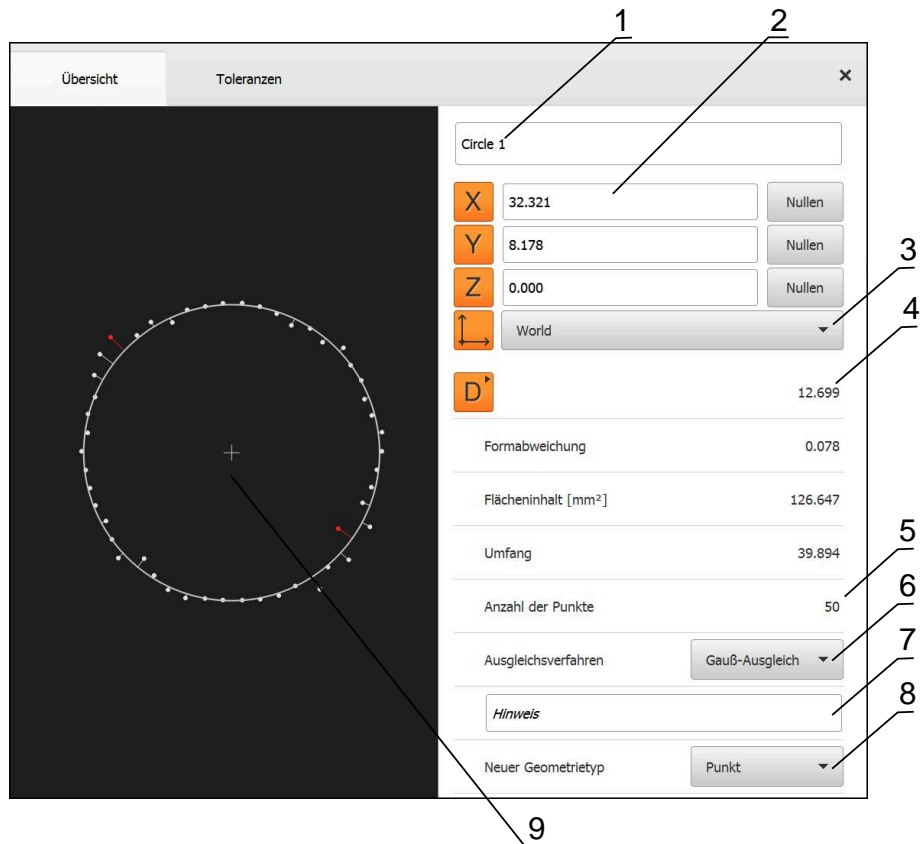 1
2
Übersicht
Toleranzen
×
Circle 1
X
32.321
Nullen
Y
8.178
Nullen
3
Z
0.000
Nullen
World
4
D
12.699
Formabweichung
0.078
Flächeninhalt [mm²]
126.647
5
Umfang
39.894
6
Anzahl der Punkte
50
7
Ausgleichsverfahren
Gauß-Ausgleich
8
Hinweis
Neuer Geometrietyp
Punkt
9